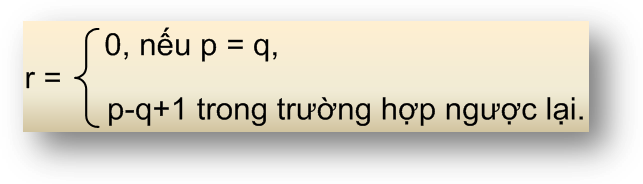 0, nếu p = q,
r =
p-q+1 trong trường hợp ngược lại.